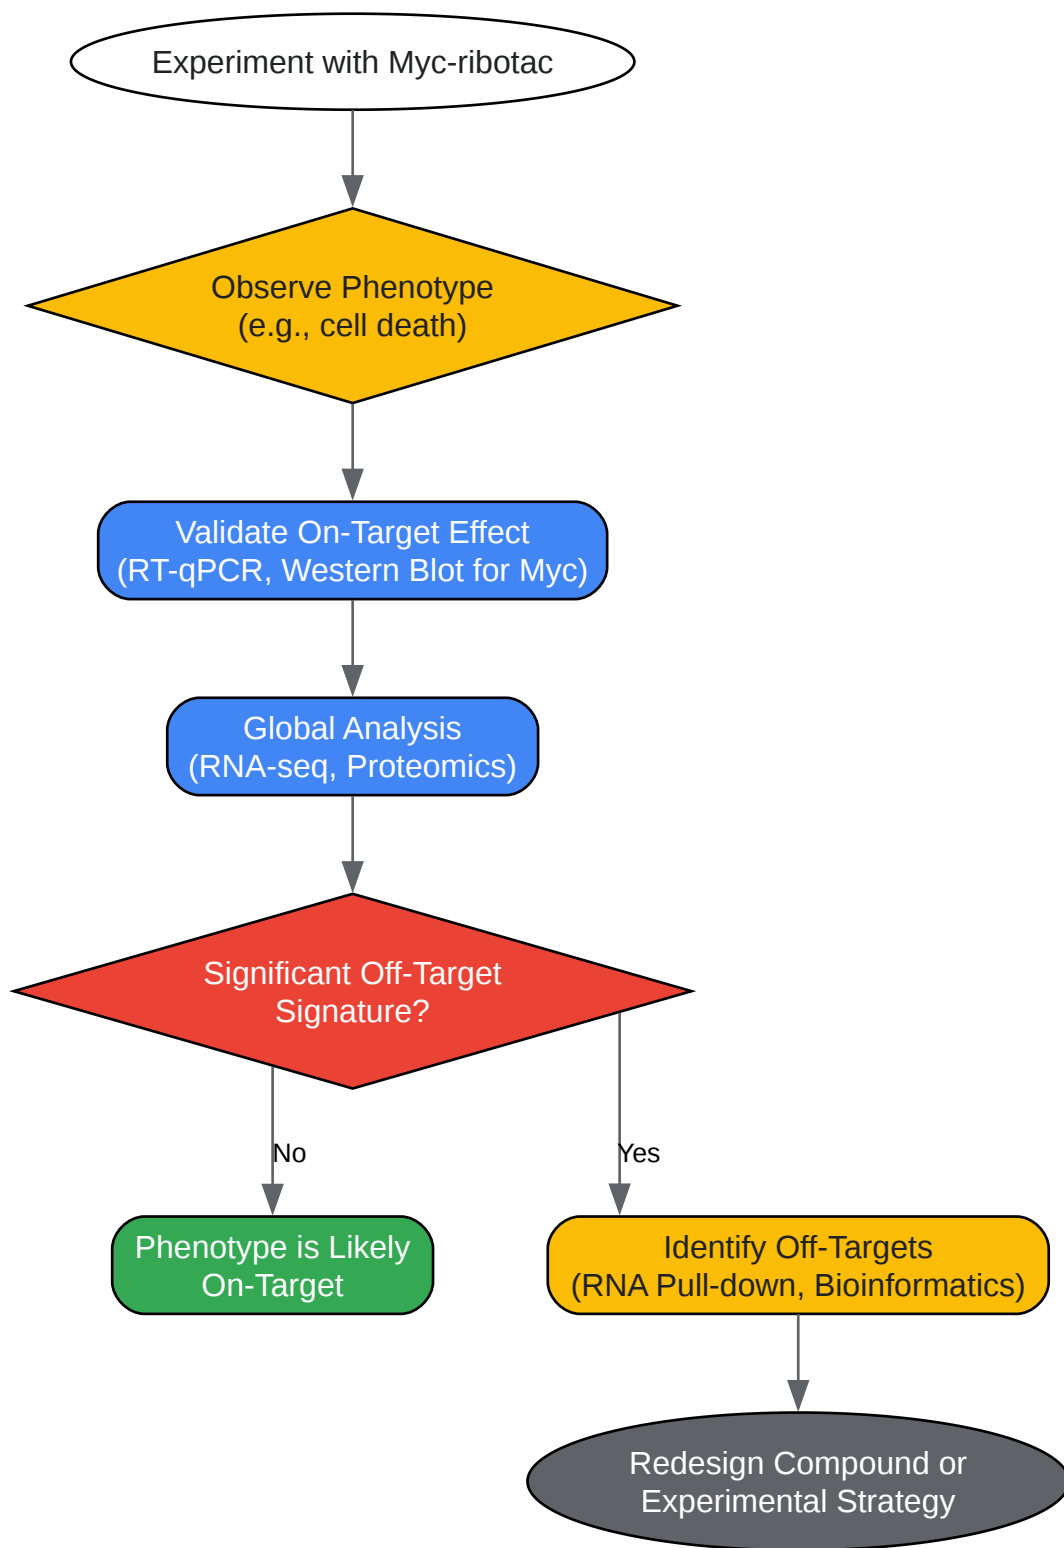 Experiment with Myc-ribotac
Observe Phenotype
(e.g., cell death)
Validate On-Target Effect
(RT-qPCR, Western Blot for Myc)
Global Analysis
(RNA-seq, Proteomics)
Significant Off-Target
Signature?
No
Yes
Phenotype is Likely
On-Target
Identify Off-Targets
(RNA Pull-down, Bioinformatics)
Redesign Compound or
Experimental Strategy